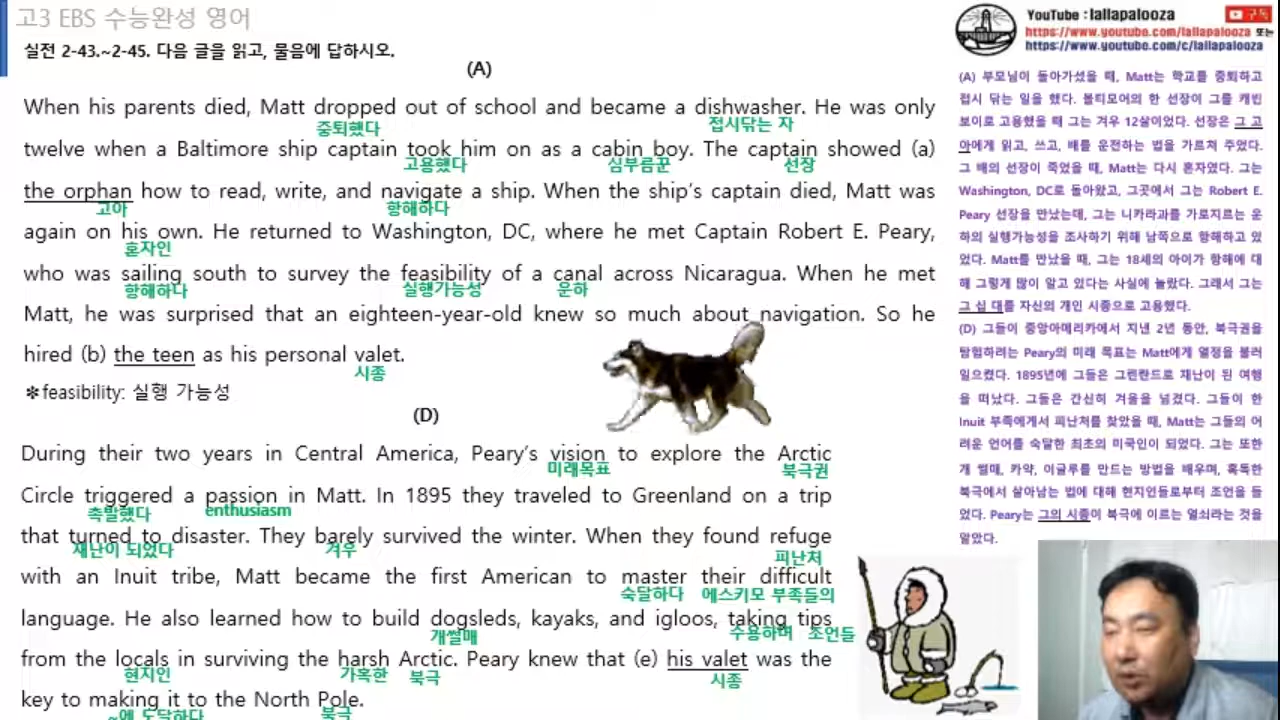 고3 EBS 수능완성 영어
실전 2-43.~2-45. 다음 글을 읽고, 물음에 답하시오.
(A)
When his parents died, Matt dropped out of school and became a dishwasher. He was only
중퇴했다 접시닦는 자
twelve when a Baltimore ship captain took him on as a cabin boy. The captain showed (a)
고용했다 심부름꾼 선장
the orphan how to read, write, and navigate a ship. When the ship's captain died, Matt was
고아 항해하다
again on his own. He returned to Washington, DC, where he met Captain Robert E. Peary,
혼자인
who was sailing south to survey the feasibility of a canal across Nicaragua. When he met
항해하다 실행가능성 운하
Matt, he was surprised that an eighteen-year-old knew so much about navigation. So he
hired (b) the teen as his personal valet.
시종
✽feasibility: 실행 가능성
(D)
During their two years in Central America, Peary's vision to explore the Arctic
미래목표 북극권
Circle triggered a passion in Matt. In 1895 they traveled to Greenland on a trip
촉발했다 enthusiasm
that turned to disaster. They barely survived the winter. When they found refuge
재난이 되었다 겨우 피난처
with an Inuit tribe, Matt became the first American to master their difficult
숙달하다 에스키모 부족들의
language. He also learned how to build dogsleds, kayaks, and igloos, taking tips
개썰매 수용하며 조언들
from the locals in surviving the harsh Arctic. Peary knew that (e) his valet was the
현지인 가혹한 북극 시종
key to making it to the North Pole.
~에 도달하다 북극
YouTube : lallapalooza 구독
https://www.youtube.com/lallapalooza 또는
https://www.youtube.com/c/lallapalooza
(A) 부모님이 돌아가셨을 때, Matt는 학교를 중퇴하고
접시 닦는 일을 했다. 볼티모어의 한 선장이 그를 캐빈
보이로 고용했을 때 그는 겨우 12살이었다. 선장은 그 고
아에게 읽고, 쓰고, 배를 운전하는 법을 가르쳐 주었다.
그 배의 선장이 죽었을 때, Matt는 다시 혼자였다. 그는
Washington, DC로 돌아왔고, 그곳에서 그는 Robert E.
Peary 선장을 만났는데, 그는 니카라과를 가로지르는 운
하의 실행가능성을 조사하기 위해 남쪽으로 항해하고 있
었다. Matt를 만났을 때, 그는 18세의 아이가 항해에 대
해 그렇게 많이 알고 있다는 사실에 놀랐다. 그래서 그는
그 십 대를 자신의 개인 시종으로 고용했다.
(D) 그들이 중앙아메리카에서 지낸 2년 동안, 북극권을
탐험하려는 Peary의 미래 목표는 Matt에게 열정을 불러
일으켰다. 1895년에 그들은 그린란드로 재난이 된 여행
을 떠났다. 그들은 간신히 겨울을 넘겼다. 그들이 한
Inuit 부족에게서 피난처를 찾았을 때, Matt는 그들의 어
려운 언어를 숙달한 최초의 미국인이 되었다. 그는 또한
개 썰매, 카약, 이글루를 만드는 방법을 배우며, 혹독한
북극에서 살아남는 법에 대해 현지인들로부터 조언을 들
었다. Peary는 그의 시종이 북극에 이르는 열쇠라는 것을
알았다.